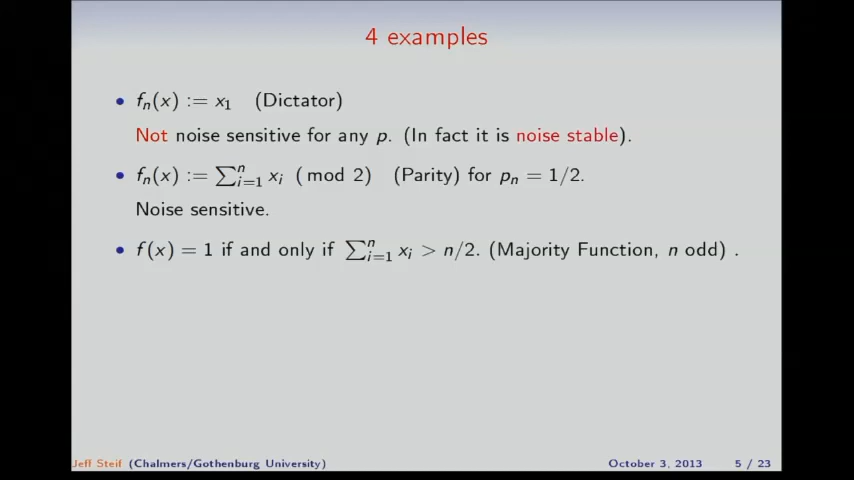 4 examples
• fₙ(x) := x₁ (Dictator)
Not noise sensitive for any p. (In fact it is noise stable).
• fₙ(x) := ∑ⁿᵢ₌₁ xᵢ ( mod 2) (Parity) for pₙ = 1/2.
Noise sensitive.
• f(x) = 1 if and only if ∑ⁿᵢ₌₁ xᵢ > n/2. (Majority Function, n odd) .
Jeff Steif (Chalmers/Gothenburg University) October 3, 2013 5 / 23